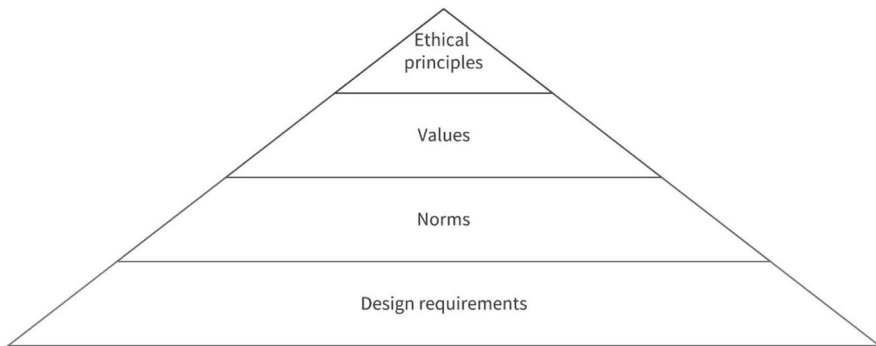 Ethical
principles
Values
Norms
Design requirements